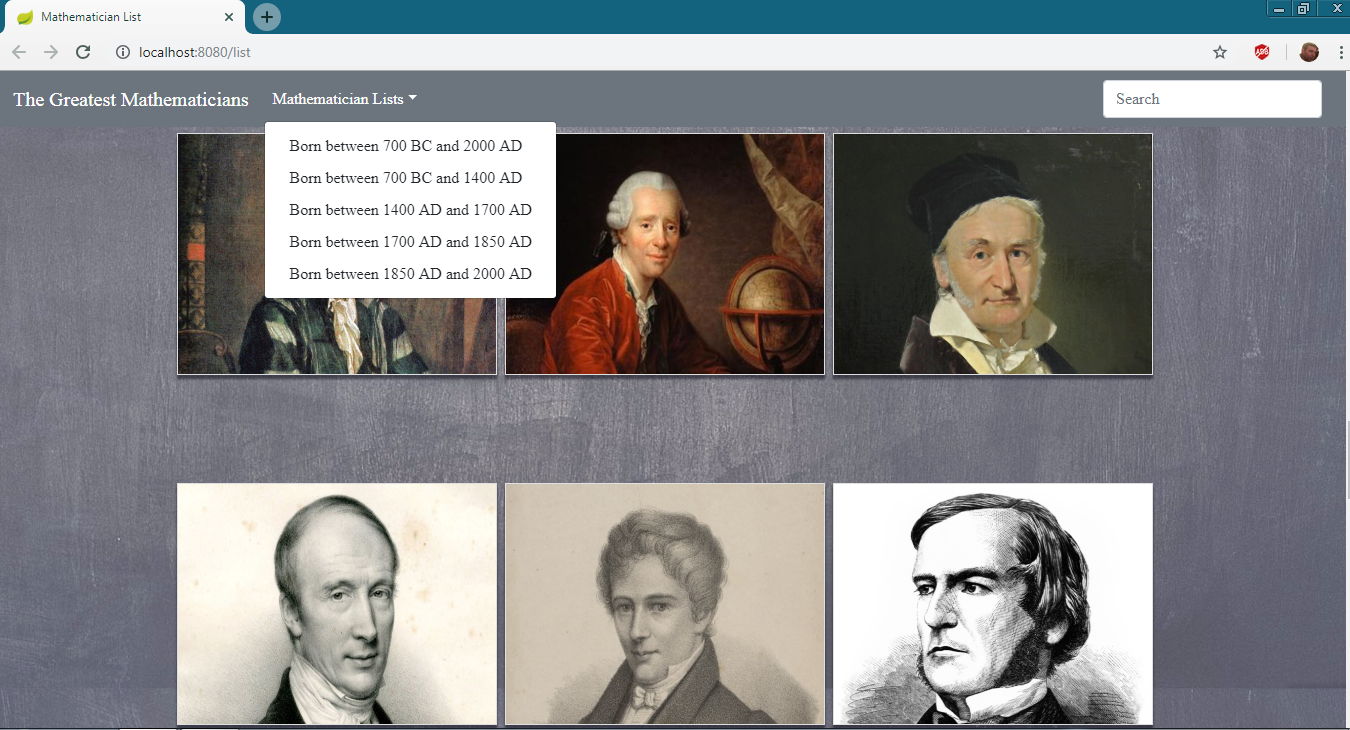 Mathematician List
localhost:8080/list
ABP
The Greatest Mathematicians
Mathematician Lists
Search
Born between 700 BC and 2000 AD
Born between 700 BC and 1400 AD
Born between 1400 AD and 1700 AD
Born between 1700 AD and 1850 AD
Born between 1850 AD and 2000 AD